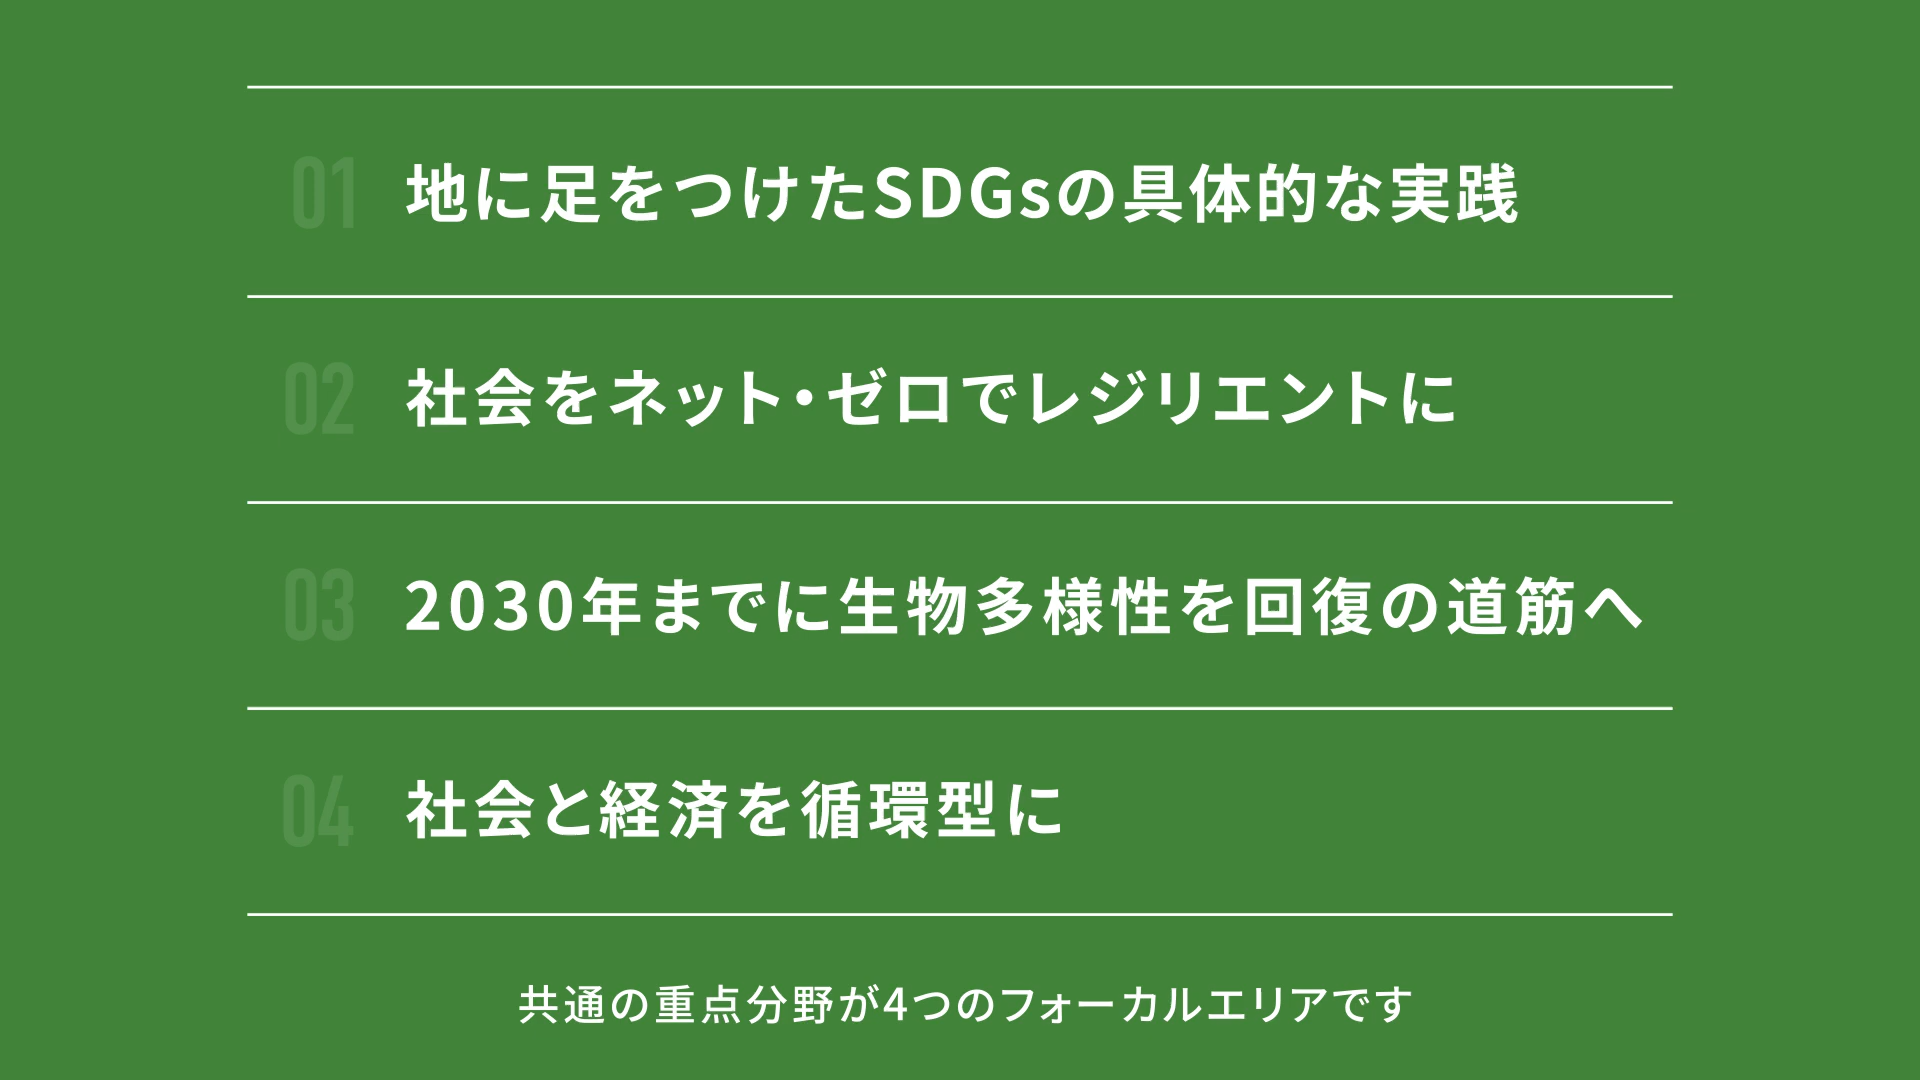 01 地に足をつけたSDGsの具体的な実践
02 社会をネット・ゼロでレジリエントに
03 2030年までに生物多様性を回復の道筋へ
04 社会と経済を循環型に
共通の重点分野が4つのフォーカルエリアです